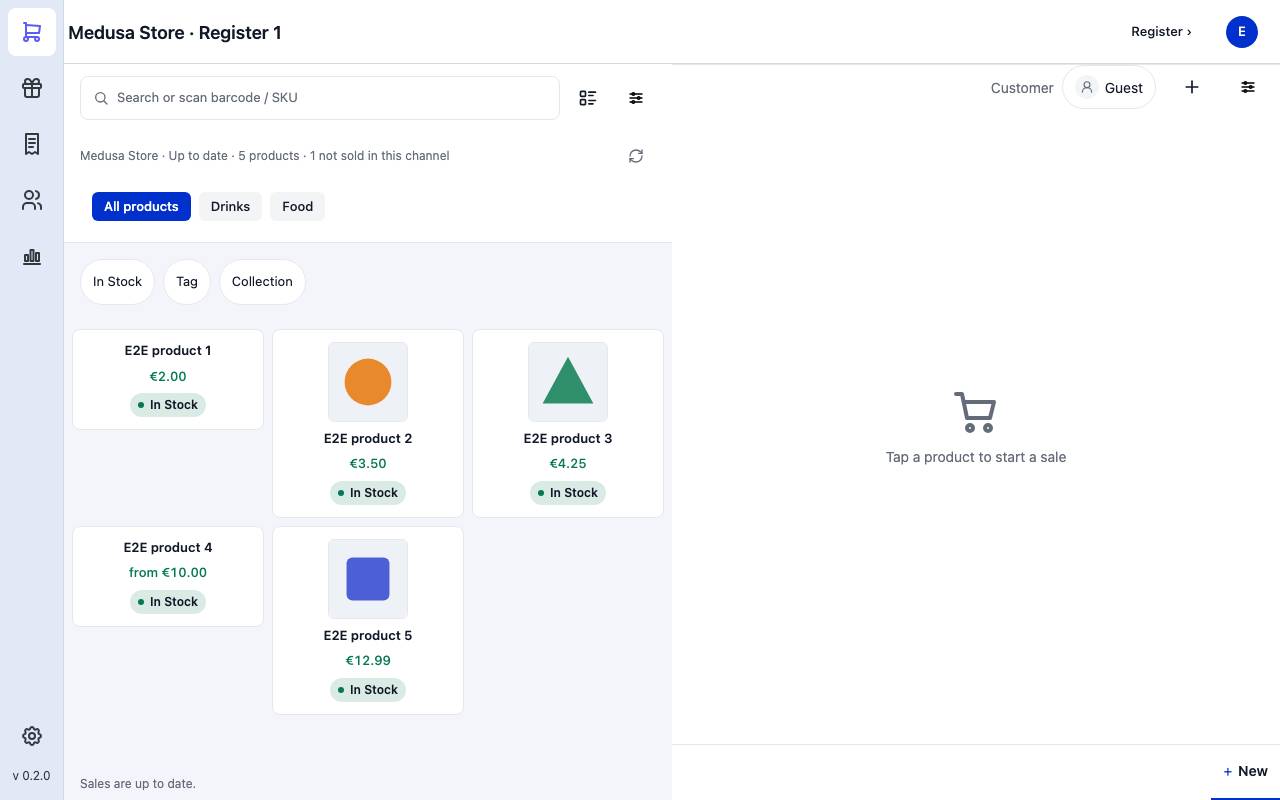 Medusa Store · Register 1
Register ›
E
Search or scan barcode / SKU
Customer
Guest
Medusa Store · Up to date · 5 products · 1 not sold in this channel
All products
Drinks
Food
In Stock
Tag
Collection
E2E product 1
€2.00
In Stock
E2E product 2
€3.50
In Stock
E2E product 3
€4.25
In Stock
E2E product 4
from €10.00
In Stock
E2E product 5
€12.99
In Stock
Tap a product to start a sale
v 0.2.0
Sales are up to date.
+ New